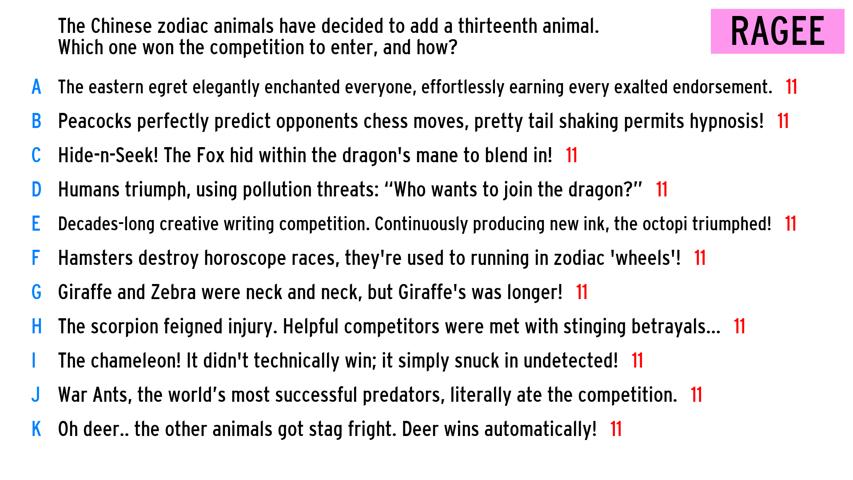 The Chinese zodiac animals have decided to add a thirteenth animal.
Which one won the competition to enter, and how?
RAGEE
A The eastern egret elegantly enchanted everyone, effortlessly earning every exalted endorsement. 11
B Peacocks perfectly predict opponents chess moves, pretty tail shaking permits hypnosis! 11
C Hide-n-Seek! The Fox hid within the dragon's mane to blend in! 11
D Humans triumph, using pollution threats: “Who wants to join the dragon?” 11
E Decades-long creative writing competition. Continuously producing new ink, the octopi triumphed! 11
F Hamsters destroy horoscope races, they're used to running in zodiac 'wheels'! 11
G Giraffe and Zebra were neck and neck, but Giraffe's was longer! 11
H The scorpion feigned injury. Helpful competitors were met with stinging betrayals... 11
I The chameleon! It didn't technically win; it simply snuck in undetected! 11
J War Ants, the world’s most successful predators, literally ate the competition. 11
K Oh deer.. the other animals got stag fright. Deer wins automatically! 11